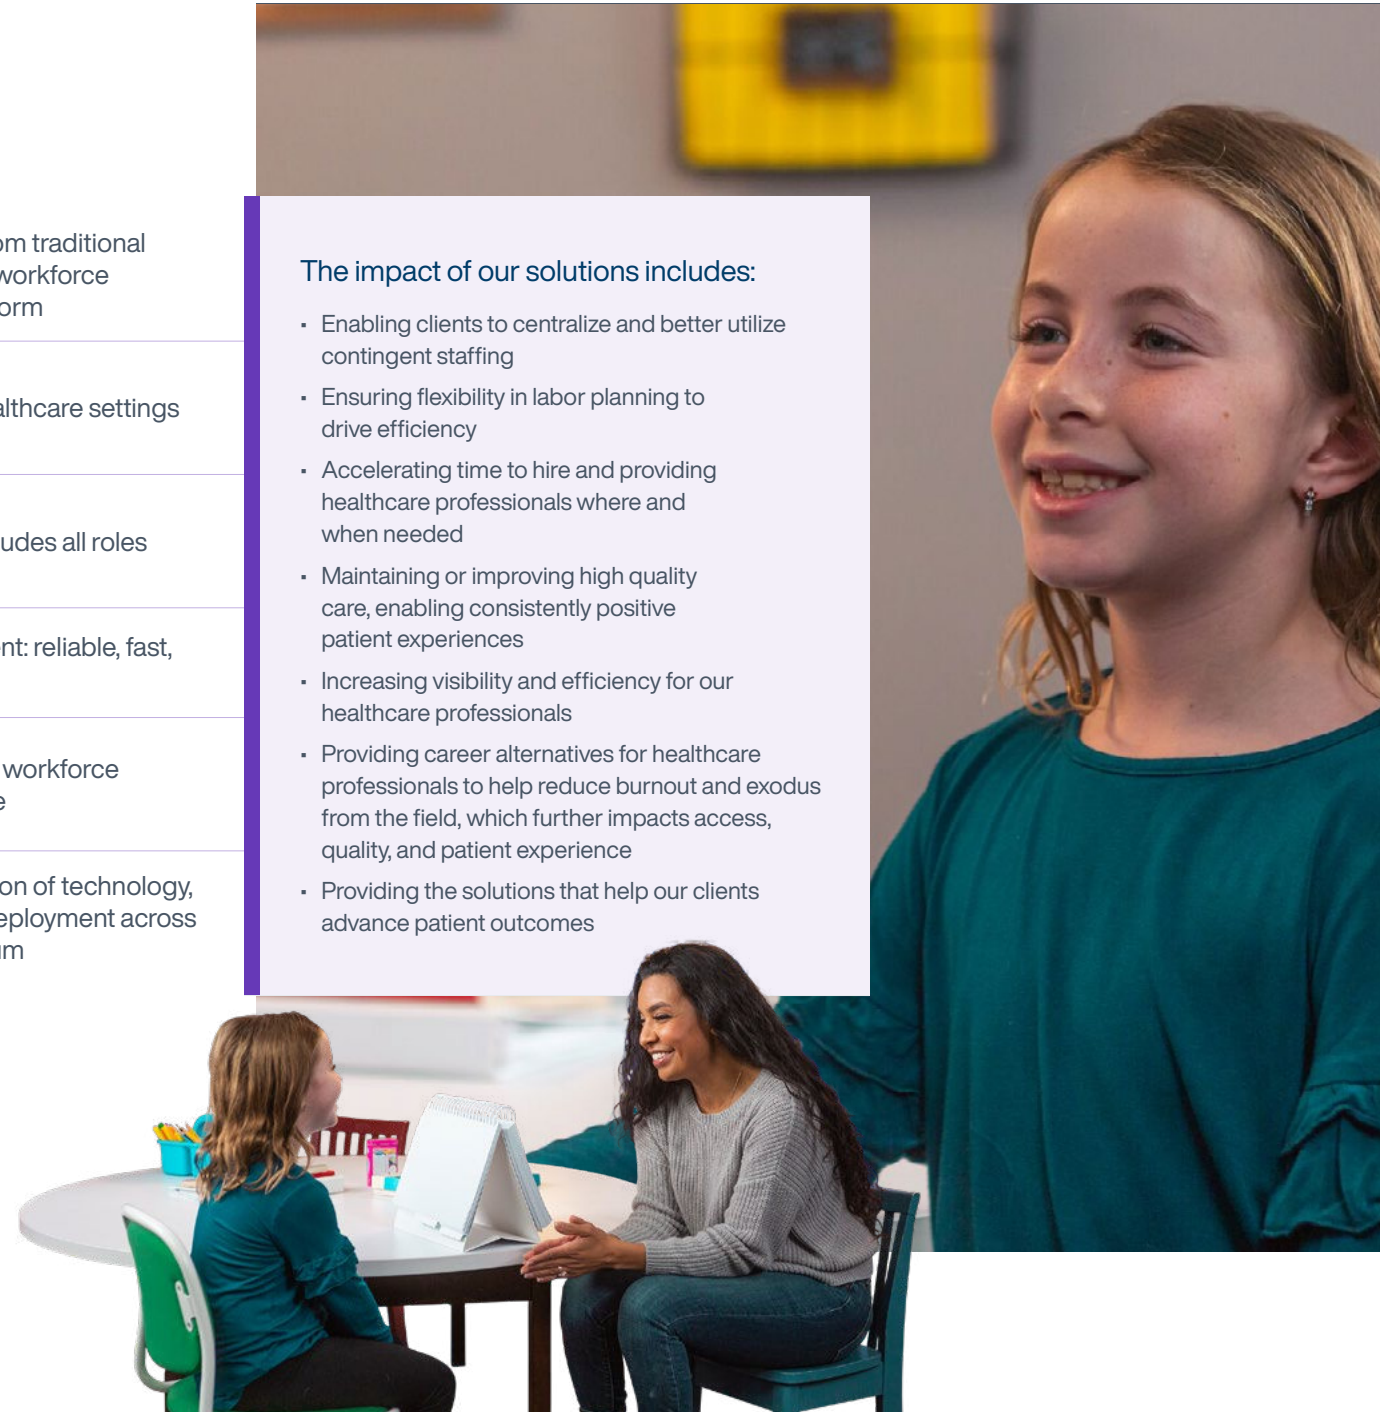 om traditional
workforce
orm
althcare settings
udes all roles
nt: reliable, fast,
workforce
e
on of technology,
eployment across
um
The impact of our solutions includes:
• Enabling clients to centralize and better utilize
contingent staffing
• Ensuring flexibility in labor planning to
drive efficiency
• Accelerating time to hire and providing
healthcare professionals where and
when needed
• Maintaining or improving high quality
care, enabling consistently positive
patient experiences
• Increasing visibility and efficiency for our
healthcare professionals
• Providing career alternatives for healthcare
professionals to help reduce burnout and exodus
from the field, which further impacts access,
quality, and patient experience
• Providing the solutions that help our clients
advance patient outcomes